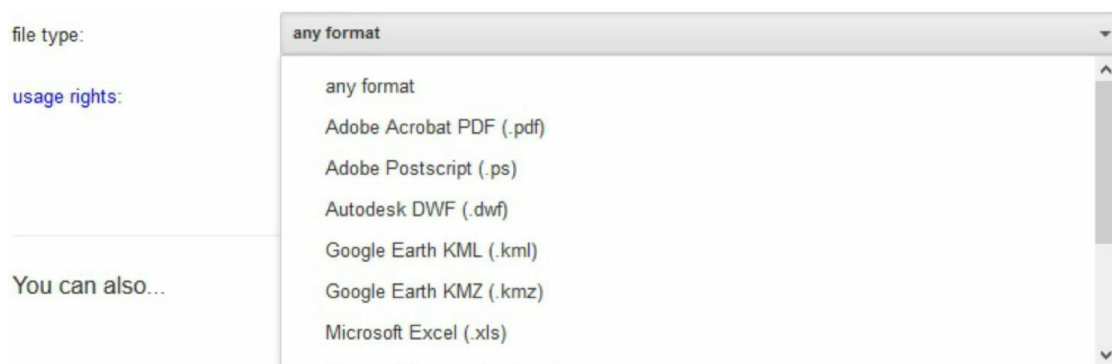 file type:
any format
usage rights:
any format
Adobe Acrobat PDF (.pdf)
Adobe Postscript (.ps)
Autodesk DWF (.dwf)
Google Earth KML (.kml)
Google Earth KMZ (.kmz)
Microsoft Excel (.xls)
You can also...